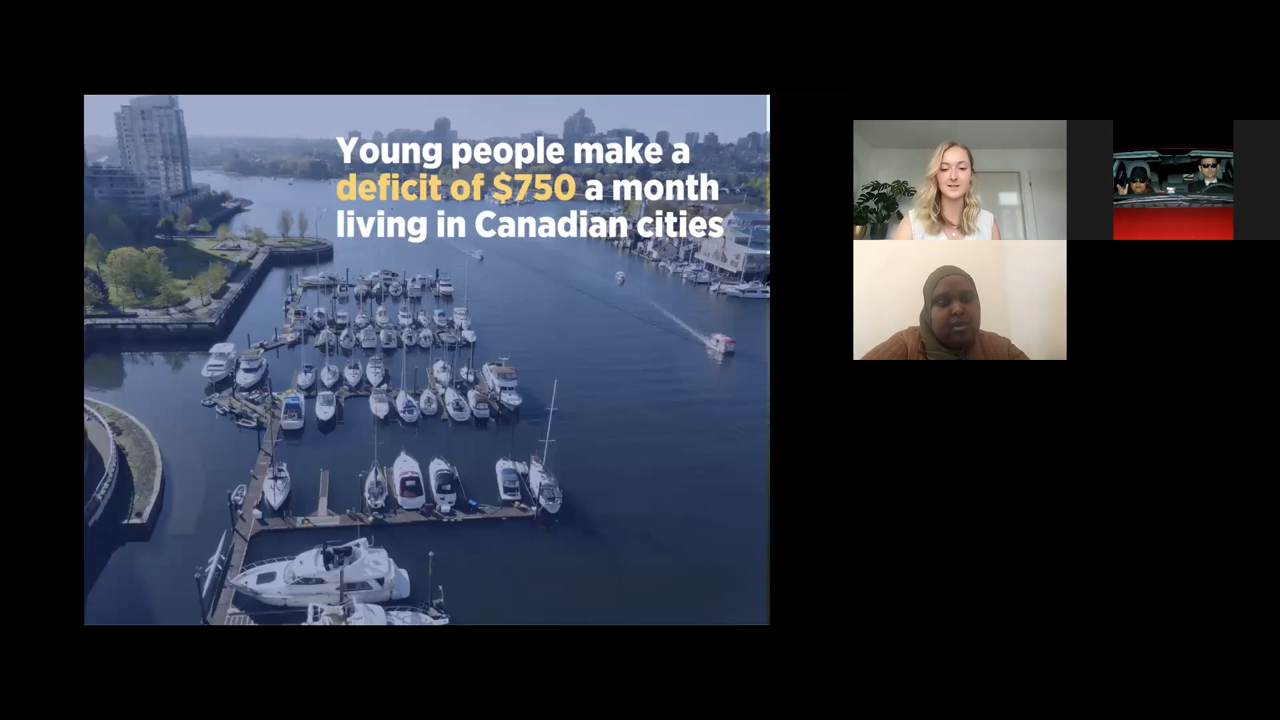 Young people make a
deficit of $750 a month
living in Canadian cities